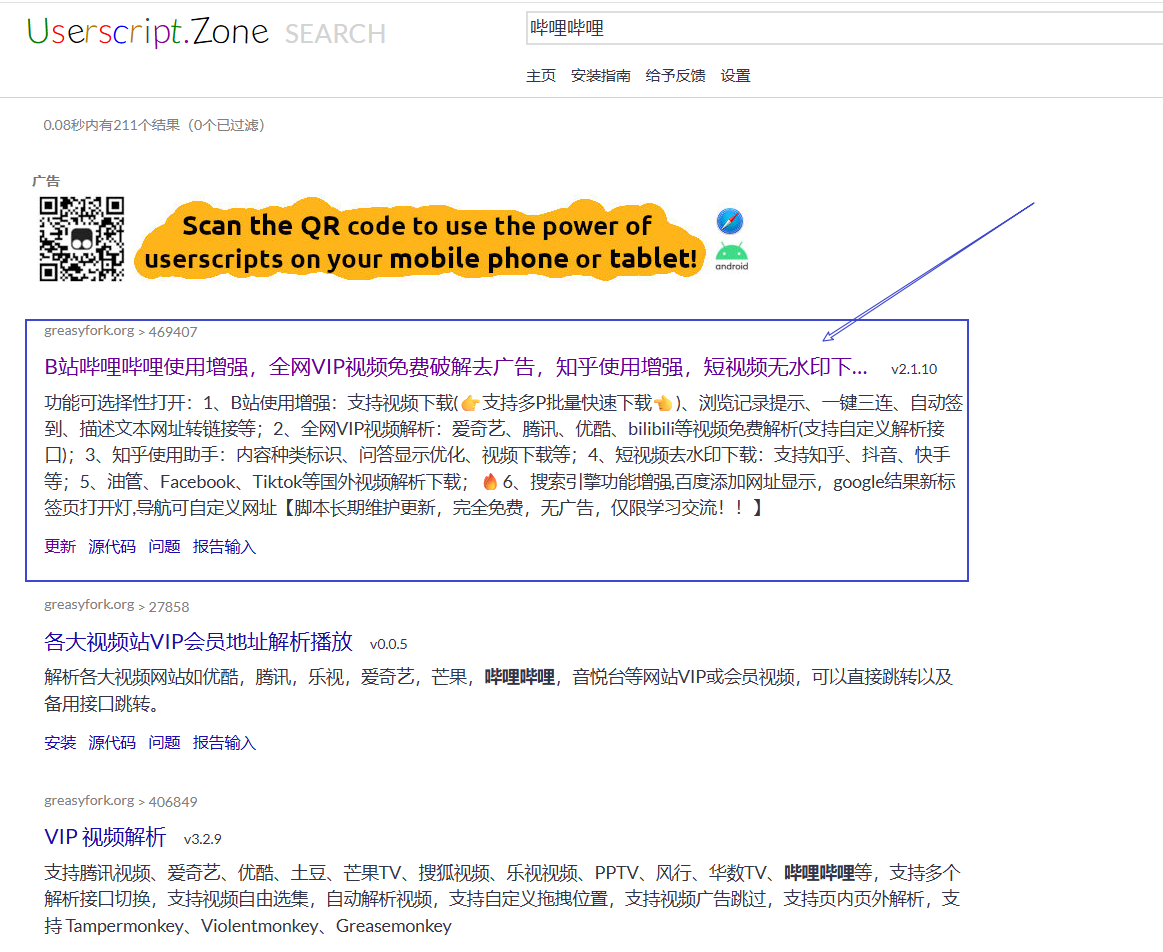 Userscript.Zone SEARCH
哔哩哔哩
主页 安装指南 给予反馈 设置
0.08秒内有211个结果（0个已过滤）
广告
Scan the QR code to use the power of
userscripts on your mobile phone or tablet!
android
greasyfork.org > 469407
B站哔哩哔哩使用增强，全网VIP视频免费破解去广告，知乎使用增强，短视频无水印下... v2.1.10
功能可选择性打开：1、B站使用增强：支持视频下载(👉支持多P批量快速下载👈)、浏览记录提示、一键三连、自动签
到、描述文本网址转链接等；2、全网VIP视频解析：爱奇艺、腾讯、优酷、bilibili等视频免费解析(支持自定义解析接
口)；3、知乎使用助手：内容种类标识、问答显示优化、视频下载等；4、短视频去水印下载：支持知乎、抖音、快手
等；5、油管、Facebook、Tiktok等国外视频解析下载；🔥6、搜索引擎功能增强,百度添加网址显示，google结果新标
签页打开灯,导航可自定义网址【脚本长期维护更新，完全免费，无广告，仅限学习交流！！】
更新 源代码 问题 报告输入
greasyfork.org > 27858
各大视频站VIP会员地址解析播放 v0.0.5
解析各大视频网站如优酷，腾讯，乐视，爱奇艺，芒果，哔哩哔哩，音悦台等网站VIP或会员视频，可以直接跳转以及
备用接口跳转。
安装 源代码 问题 报告输入
greasyfork.org > 406849
VIP 视频解析 v3.2.9
支持腾讯视频、爱奇艺、优酷、土豆、芒果TV、搜狐视频、乐视视频、PPTV、风行、华数TV、哔哩哔哩等，支持多个
解析接口切换，支持视频自由选集，自动解析视频，支持自定义拖拽位置，支持视频广告跳过，支持页内页外解析，支
持 Tampermonkey、Violentmonkey、Greasemonkey